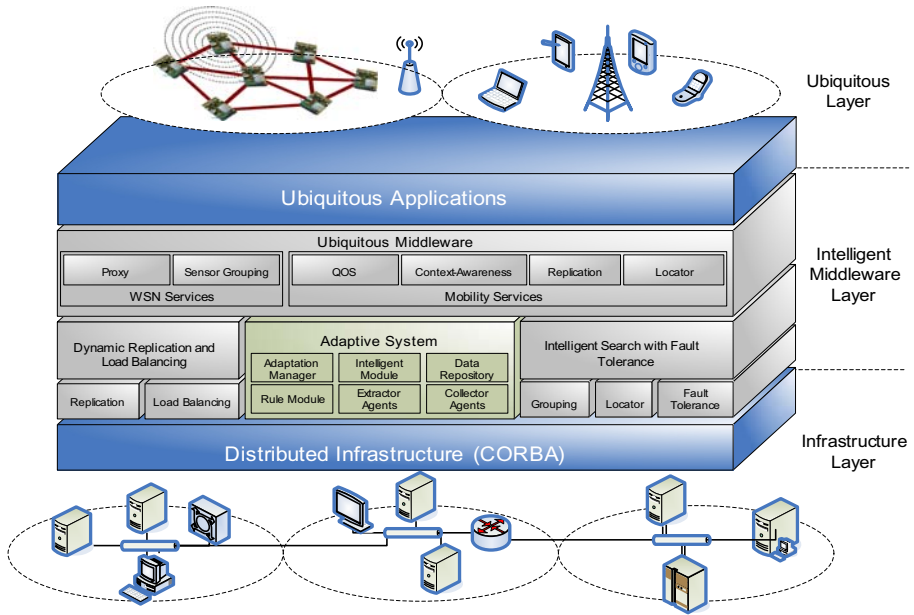 Ubiquitous
Layer
Ubiquitous Applications
Ubiquitous Middleware
Proxy
Sensor Grouping
WSN Services
QOS
Context-Awareness
Replication
Locator
Mobility Services
Intelligent
Middleware
Layer
Dynamic Replication and
Load Balancing
Replication
Load Balancing
Adaptive System
Adaptation
Manager
Intelligent
Module
Data
Repository
Rule Module
Extractor
Agents
Collector
Agents
Intelligent Search with Fault
Tolerance
Grouping
Locator
Fault
Tolerance
Distributed Infrastructure (CORBA)
Infrastructure
Layer